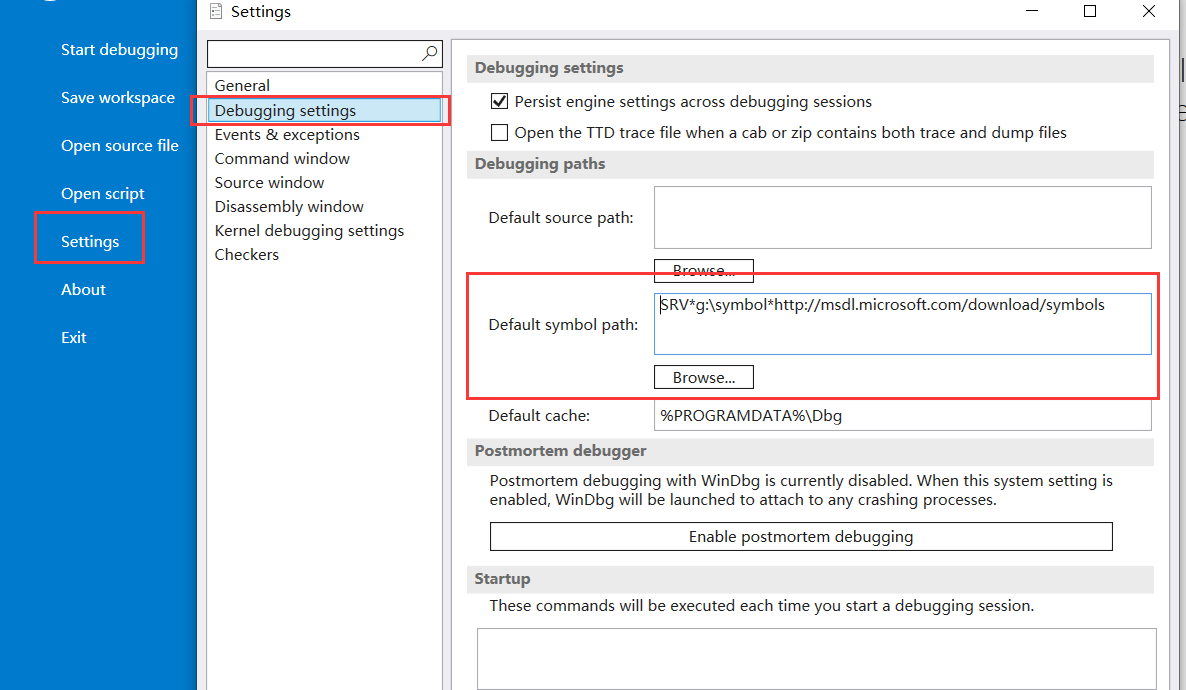 Settings
Start debugging
Save workspace
Open source file
Open script
Settings
About
Exit
General
Debugging settings
Events & exceptions
Command window
Source window
Disassembly window
Kernel debugging settings
Checkers
Debugging settings
Persist engine settings across debugging sessions
Open the TTD trace file when a cab or zip contains both trace and dump files
Debugging paths
Default source path:
Browse...
Default symbol path:
SRV*g:\symbol*http://msdl.microsoft.com/download/symbols
Browse...
Default cache:
%PROGRAMDATA%\Dbg
Postmortem debugger
Postmortem debugging with WinDbg is currently disabled. When this system setting is
enabled, WinDbg will be launched to attach to any crashing processes.
Enable postmortem debugging
Startup
These commands will be executed each time you start a debugging session.